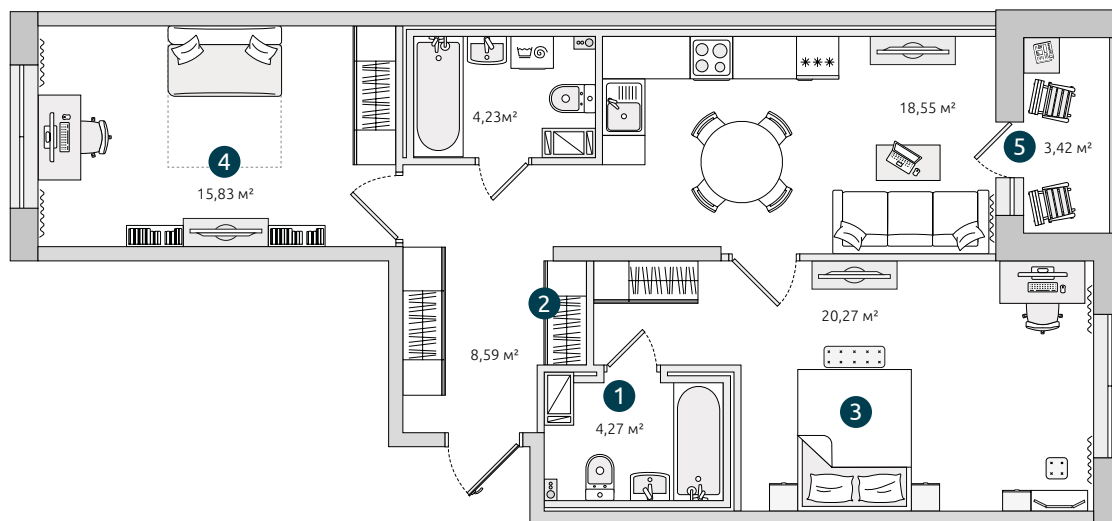 4,23м²
18,55 м²
5
3,42 м²
4
15,83 м²
2
20,27 м²
8,59 м²
1
3
4,27 м²